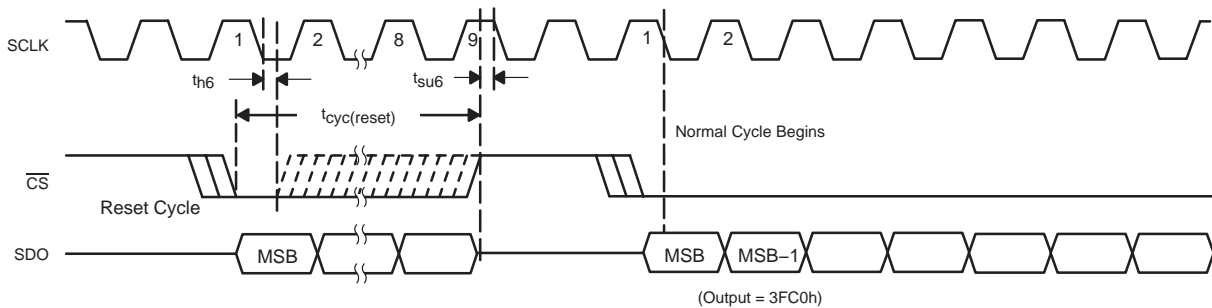 SCLK
1 2 8 9 1 2
th6
tsu6
tcyc(reset)
Normal Cycle Begins
CS
Reset Cycle
SDO
MSB MSB MSB–1
(Output = 3FC0h)